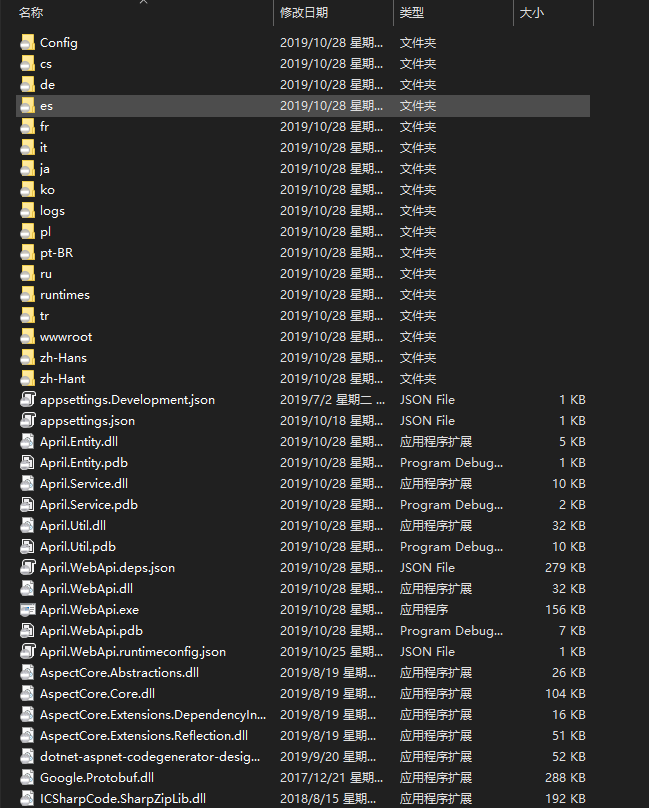 名称 修改日期 类型 大小
Config 2019/10/28 星期... 文件夹
cs 2019/10/28 星期... 文件夹
de 2019/10/28 星期... 文件夹
es 2019/10/28 星期... 文件夹
fr 2019/10/28 星期... 文件夹
it 2019/10/28 星期... 文件夹
ja 2019/10/28 星期... 文件夹
ko 2019/10/28 星期... 文件夹
logs 2019/10/28 星期... 文件夹
pl 2019/10/28 星期... 文件夹
pt-BR 2019/10/28 星期... 文件夹
ru 2019/10/28 星期... 文件夹
runtimes 2019/10/28 星期... 文件夹
tr 2019/10/28 星期... 文件夹
wwwroot 2019/10/28 星期... 文件夹
zh-Hans 2019/10/28 星期... 文件夹
zh-Hant 2019/10/28 星期... 文件夹
appsettings.Development.json 2019/7/2 星期二 ... JSON File 1 KB
appsettings.json 2019/10/18 星期... JSON File 1 KB
April.Entity.dll 2019/10/28 星期... 应用程序扩展 5 KB
April.Entity.pdb 2019/10/28 星期... Program Debug... 1 KB
April.Service.dll 2019/10/28 星期... 应用程序扩展 10 KB
April.Service.pdb 2019/10/28 星期... Program Debug... 2 KB
April.Util.dll 2019/10/28 星期... 应用程序扩展 32 KB
April.Util.pdb 2019/10/28 星期... Program Debug... 10 KB
April.WebApi.deps.json 2019/10/28 星期... JSON File 279 KB
April.WebApi.dll 2019/10/28 星期... 应用程序扩展 32 KB
April.WebApi.exe 2019/10/28 星期... 应用程序 156 KB
April.WebApi.pdb 2019/10/28 星期... Program Debug... 7 KB
April.WebApi.runtimeconfig.json 2019/10/25 星期... JSON File 1 KB
AspectCore.Abstractions.dll 2019/8/19 星期... 应用程序扩展 26 KB
AspectCore.Core.dll 2019/8/19 星期... 应用程序扩展 104 KB
AspectCore.Extensions.DependencyIn... 2019/8/19 星期... 应用程序扩展 16 KB
AspectCore.Extensions.Reflection.dll 2019/8/19 星期... 应用程序扩展 51 KB
dotnet-aspnet-codegenerator-desig... 2019/9/20 星期... 应用程序扩展 52 KB
Google.Protobuf.dll 2017/12/21 星期... 应用程序扩展 288 KB
ICSharpCode.SharpZipLib.dll 2018/8/15 星期... 应用程序扩展 192 KB